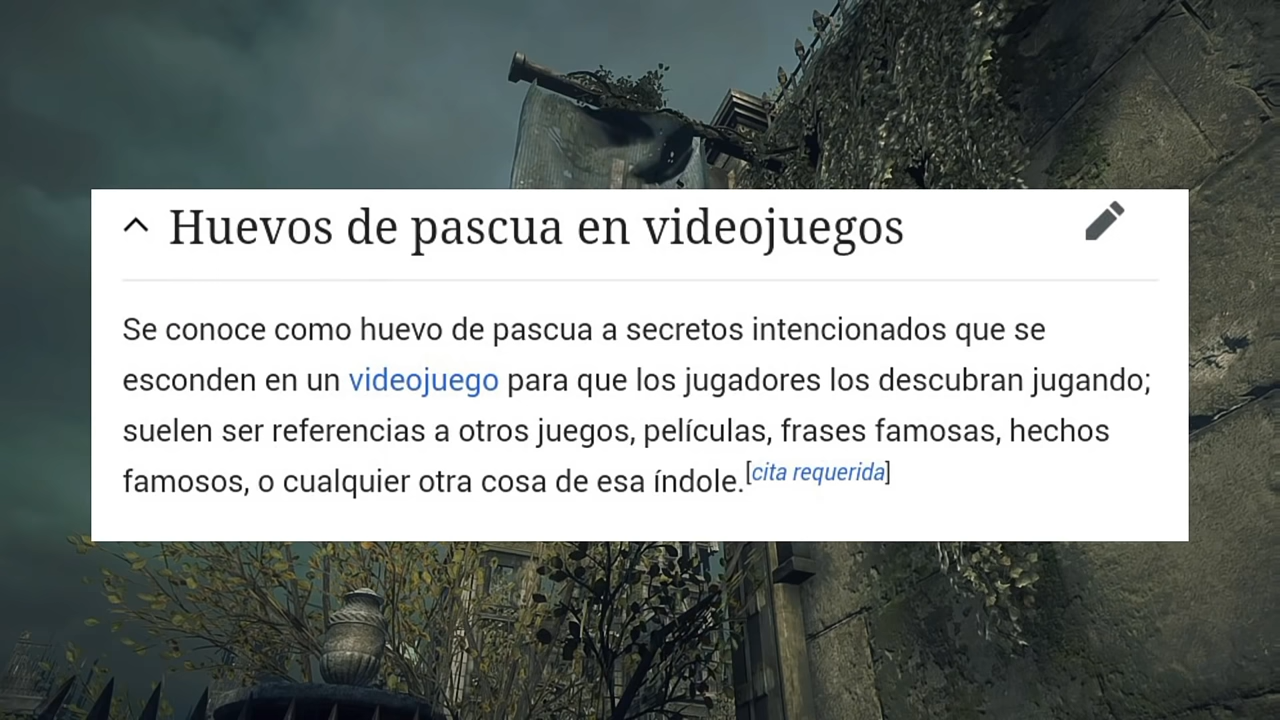 Huevos de pascua en videojuegos
Se conoce como huevo de pascua a secretos intencionados que se
esconden en un videojuego para que los jugadores los descubran jugando;
suelen ser referencias a otros juegos, películas, frases famosas, hechos
famosos, o cualquier otra cosa de esa índole.[cita requerida]